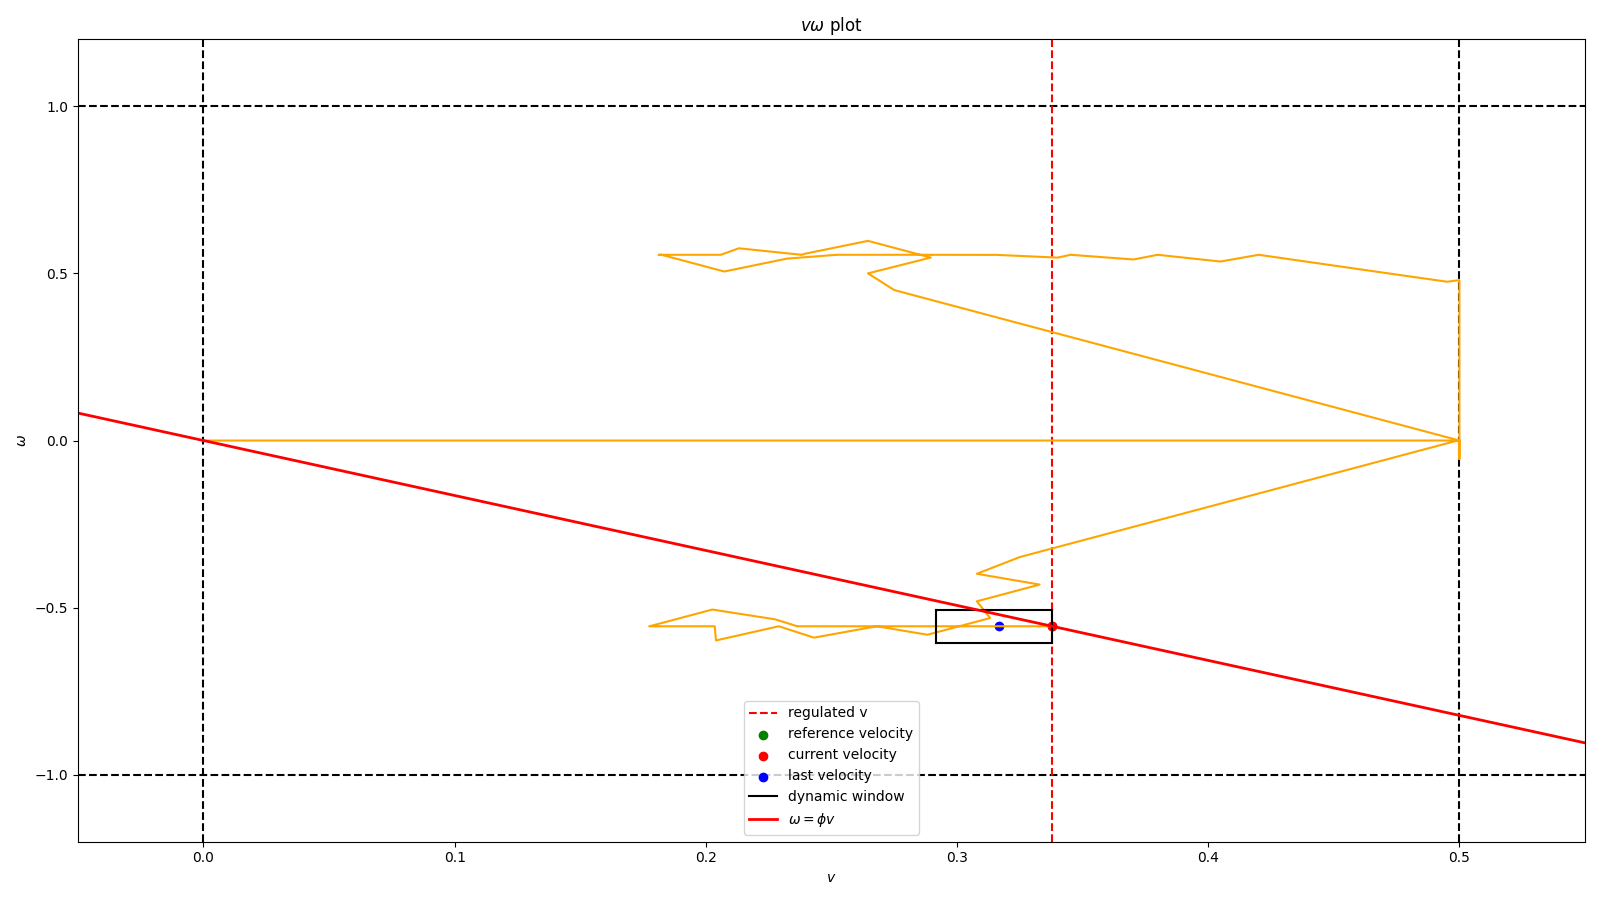 vω plot
1.0
0.5
0.0
−0.5
−1.0
ω
regulated v
reference velocity
current velocity
last velocity
dynamic window
ω = ϕv
0.0 0.1 0.2 0.3 0.4 0.5
v